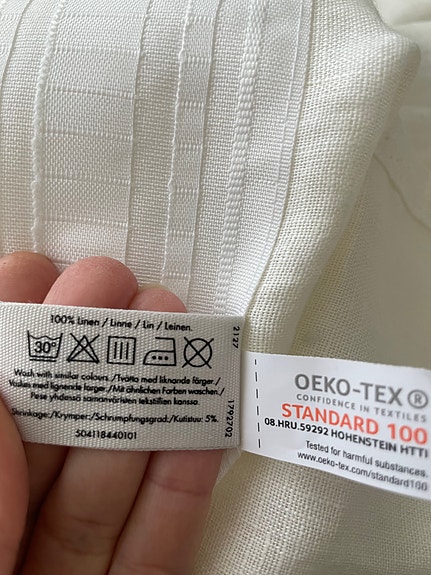 100% Linen / Linne / Lin / Leinen.
30°
Wash with similar colours. /Tvätta med liknande färger /
Vaskes med lignende farger./Mit ähnlichen Farben waschen./
Pese yhdessä samanväristen tekstiilien kanssa.
Shrinkage:/Krymper:/Schrumpfungsgrad:/Kutistuu: 5%.
504118440101
2127
1792702
OEKO-TEX®
CONFIDENCE IN TEXTILES
STANDARD 100
08.HRU.59292 HOHENSTEIN HTTI
Tested for harmful substances.
www.oeko-tex.com/standard100